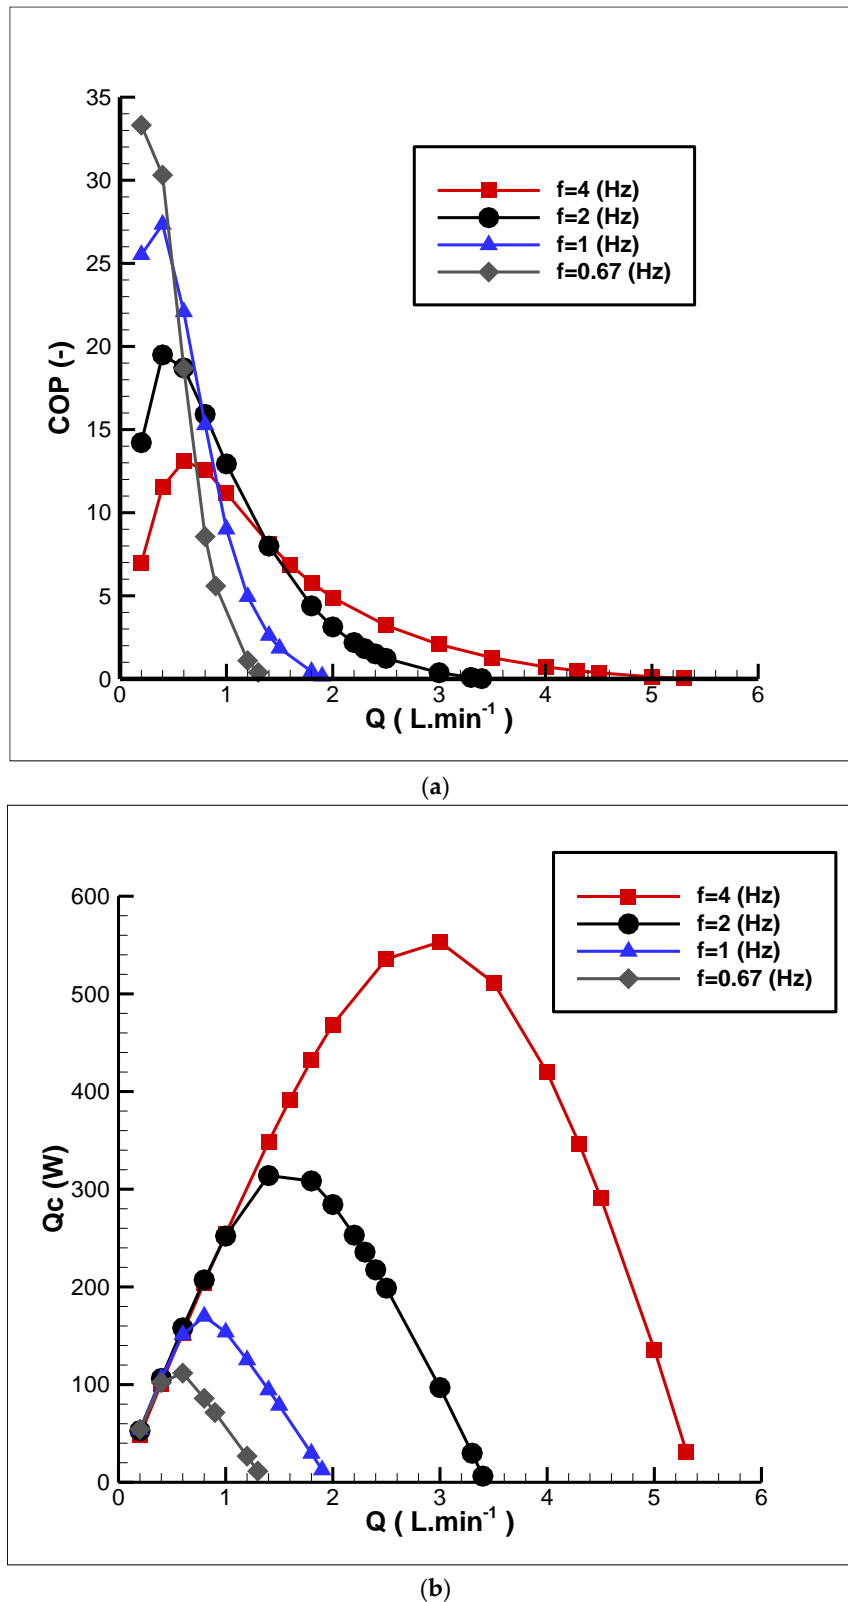 35
30
25
20
15
10
5
0
COP (-)
f=4 (Hz)
f=2 (Hz)
f=1 (Hz)
f=0.67 (Hz)
0 1 2 3 4 5 6
Q ( L.min⁻¹ )
(a)
600
500
400
300
200
100
0
Qc (W)
f=4 (Hz)
f=2 (Hz)
f=1 (Hz)
f=0.67 (Hz)
0 1 2 3 4 5 6
Q ( L.min⁻¹ )
(b)